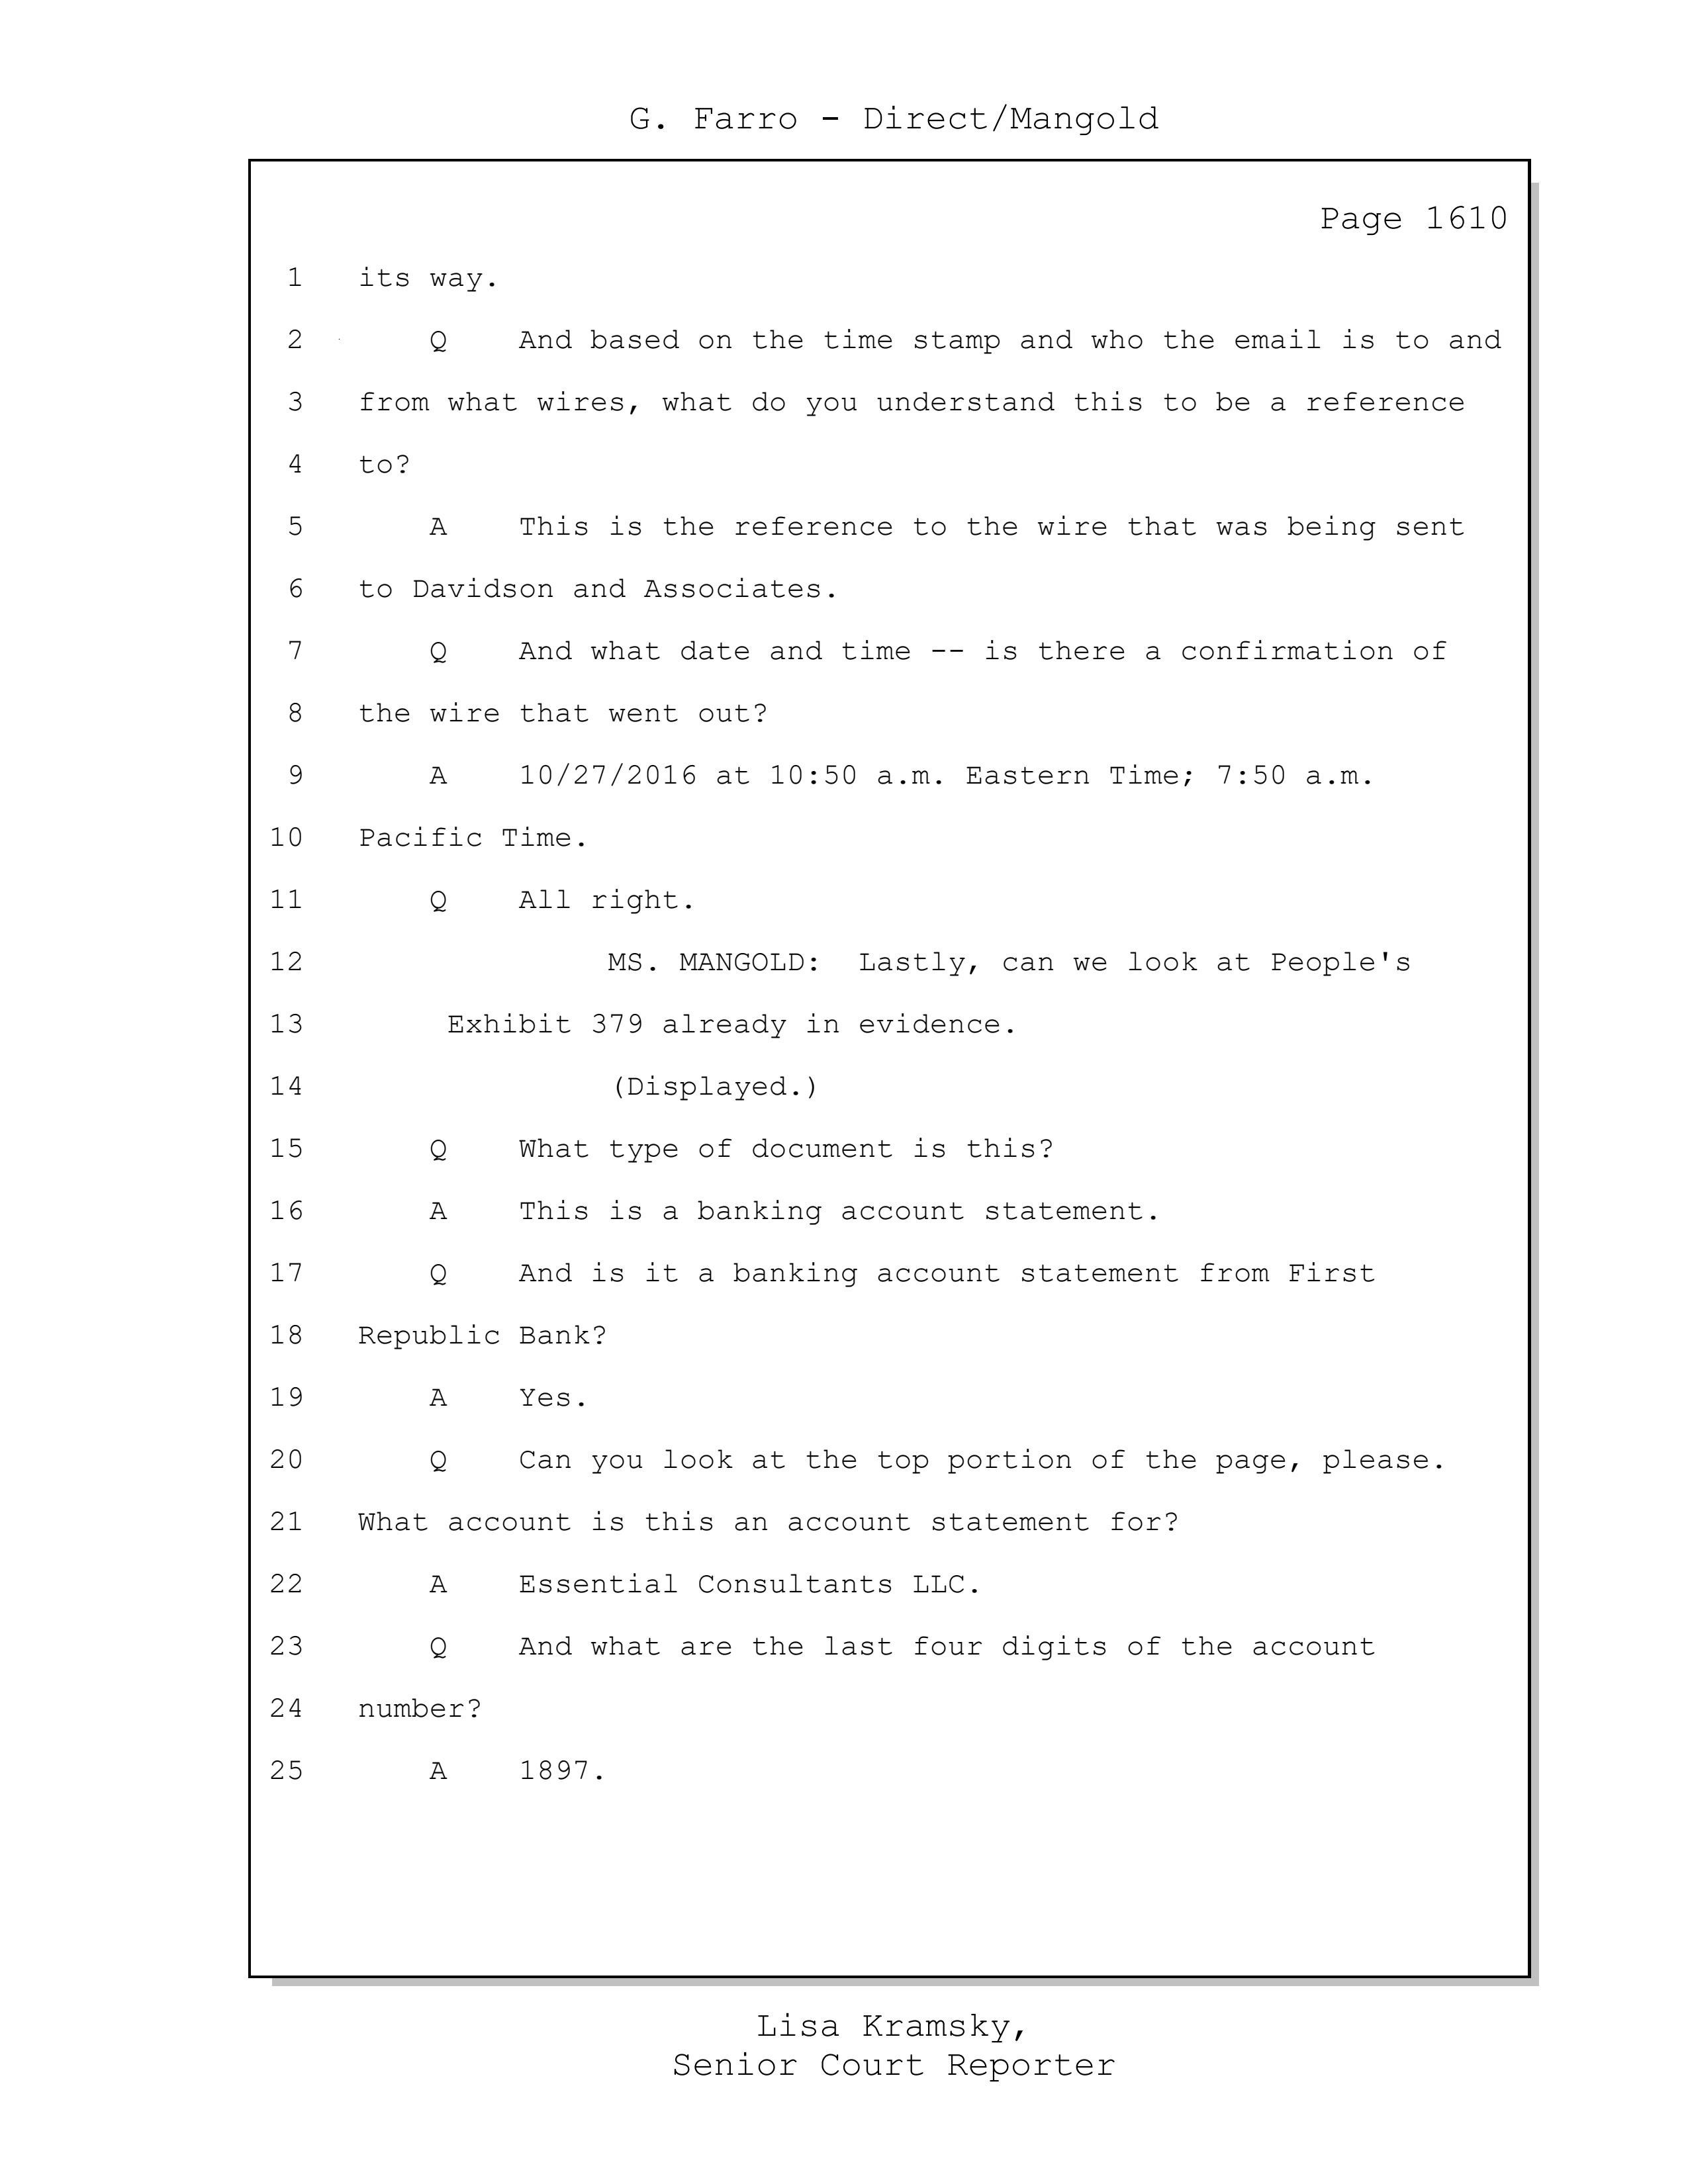 G. Farro - Direct/Mangold
Page 1610
1 its way.
2 Q And based on the time stamp and who the email is to and
3 from what wires, what do you understand this to be a reference
4 to?
5 A This is the reference to the wire that was being sent
6 to Davidson and Associates.
7 Q And what date and time -- is there a confirmation of
8 the wire that went out?
9 A 10/27/2016 at 10:50 a.m. Eastern Time; 7:50 a.m.
10 Pacific Time.
11 Q All right.
12 MS. MANGOLD: Lastly, can we look at People's
13 Exhibit 379 already in evidence.
14 (Displayed.)
15 Q What type of document is this?
16 A This is a banking account statement.
17 Q And is it a banking account statement from First
18 Republic Bank?
19 A Yes.
20 Q Can you look at the top portion of the page, please.
21 What account is this an account statement for?
22 A Essential Consultants LLC.
23 Q And what are the last four digits of the account
24 number?
25 A 1897.
Lisa Kramsky,
Senior Court Reporter